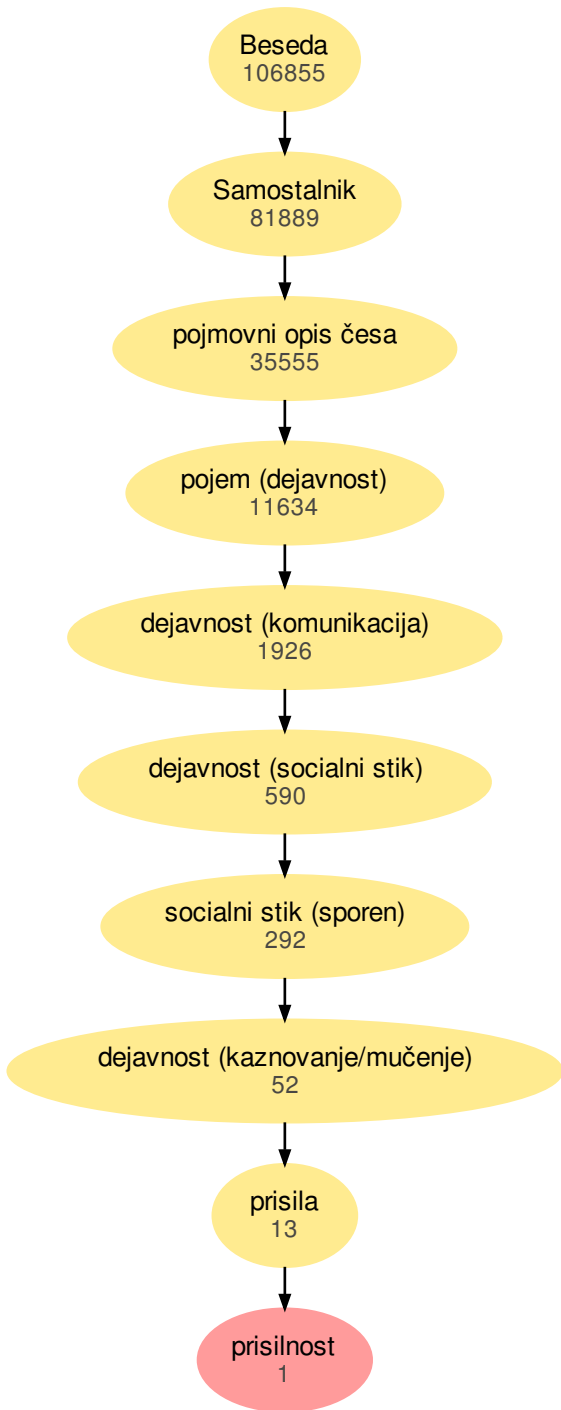 Beseda
106855
Samostalnik
81889
pojmovni opis česa
35555
pojem (dejavnost)
11634
dejavnost (komunikacija)
1926
dejavnost (socialni stik)
590
socialni stik (sporen)
292
dejavnost (kaznovanje/mučenje)
52
prisila
13
prisilnost
1